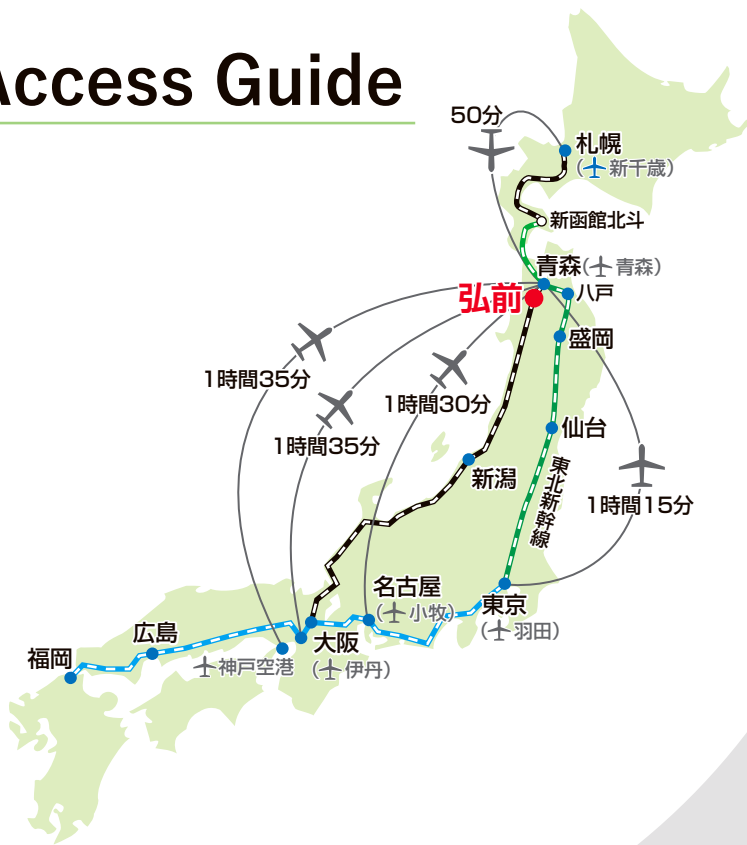 Access Guide
50分
札幌
(新千歳)
新函館北斗
青森(青森)
弘前
八戸
盛岡
1時間35分
1時間30分
仙台
1時間35分
新潟
東北新幹線
1時間15分
名古屋
(小牧)
東京
(羽田)
広島
大阪
(伊丹)
福岡
神戸空港